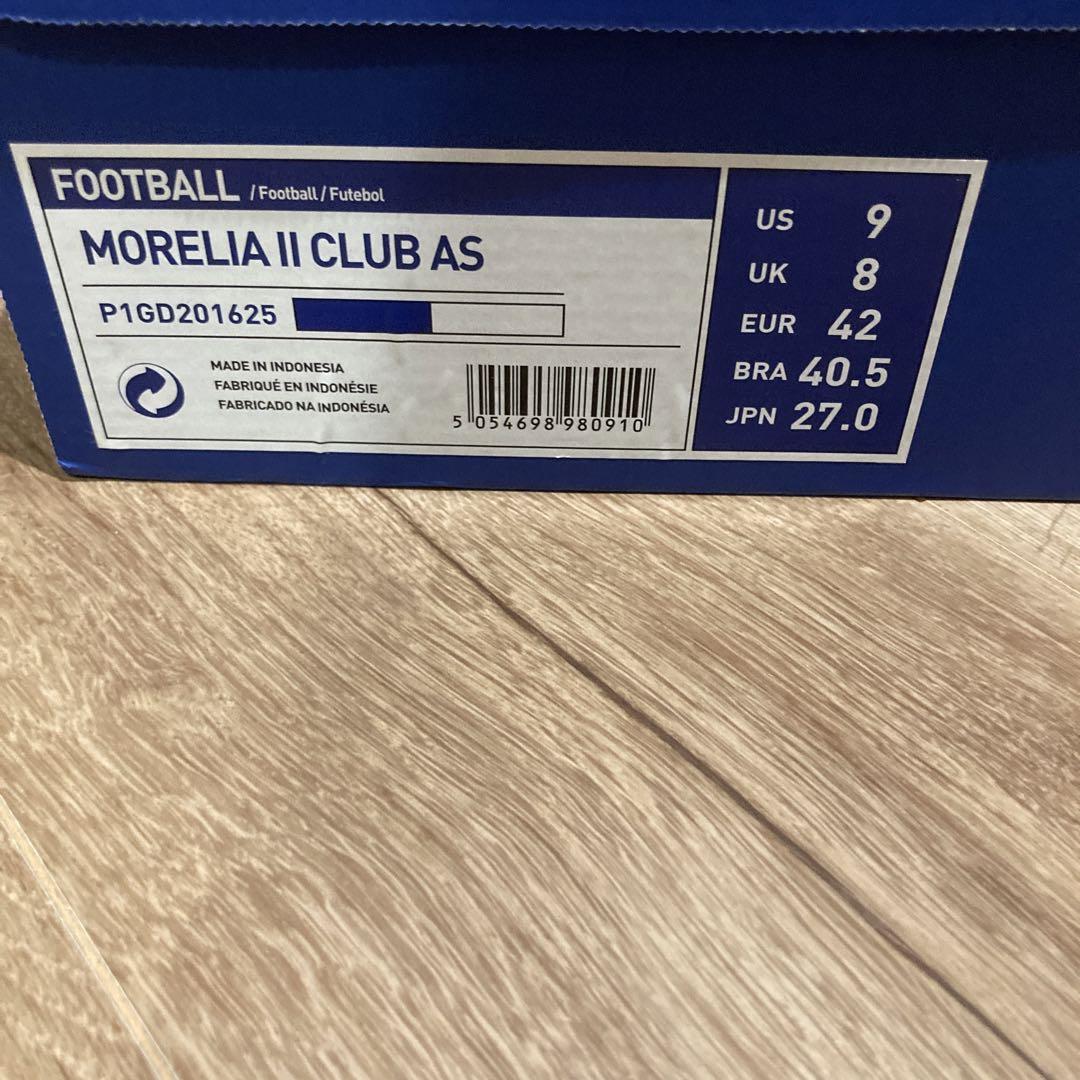 FOOTBALL / Football / Futebol
MORELIA II CLUB AS
P1GD201625
MADE IN INDONESIA
FABRIQUÉ EN INDONÉSIE
FABRICADO NA INDONÉSIA
5 054698 980910
US 9
UK 8
EUR 42
BRA 40.5
JPN 27.0